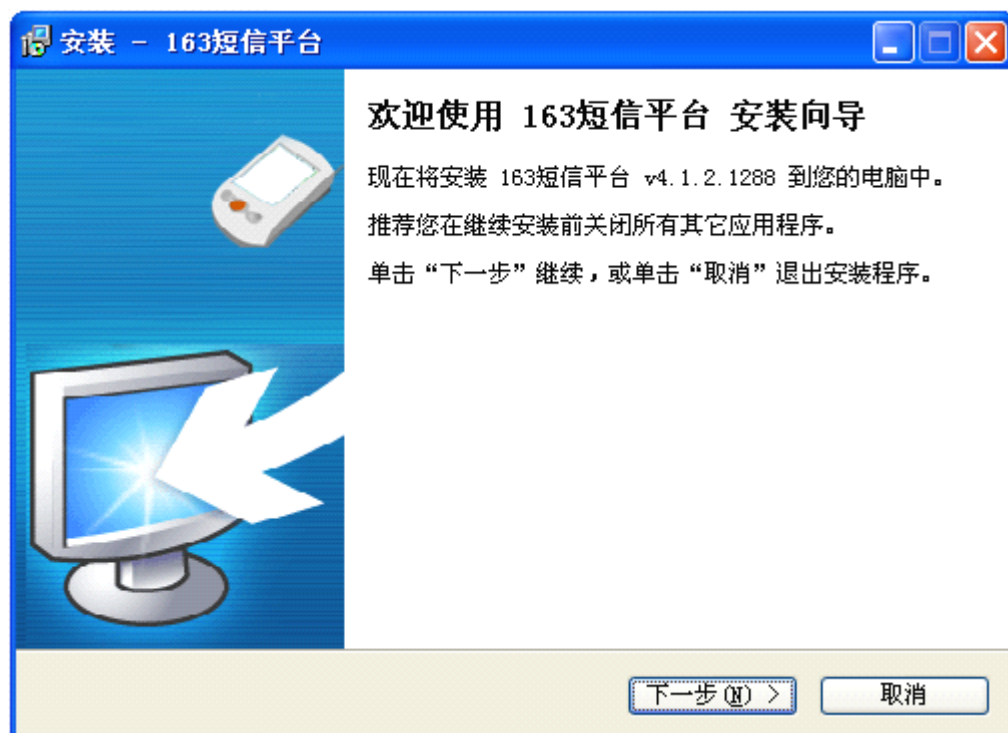 安装 - 163短信平台
欢迎使用 163短信平台 安装向导
现在将安装 163短信平台 v4.1.2.1288 到您的电脑中。
推荐您在继续安装前关闭所有其它应用程序。
单击“下一步”继续，或单击“取消”退出安装程序。
下一步(N) >
取消